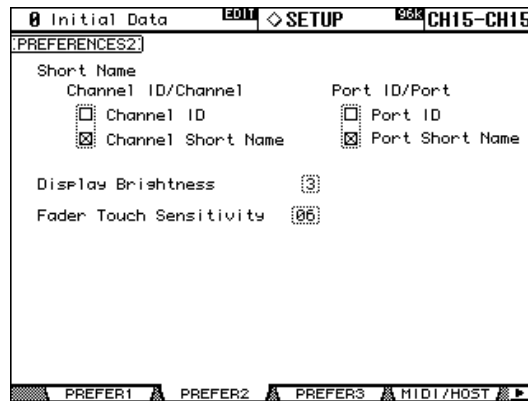 0 Initial Data EDIT ◇SETUP 96k CH15-CH15
PREFERENCES2
Short Name
Channel ID/Channel Port ID/Port
Channel ID Port ID
Channel Short Name Port Short Name
Display Brightness 3
Fader Touch Sensitivity 06
PREFER1 PREFER2 PREFER3 MIDI/HOST